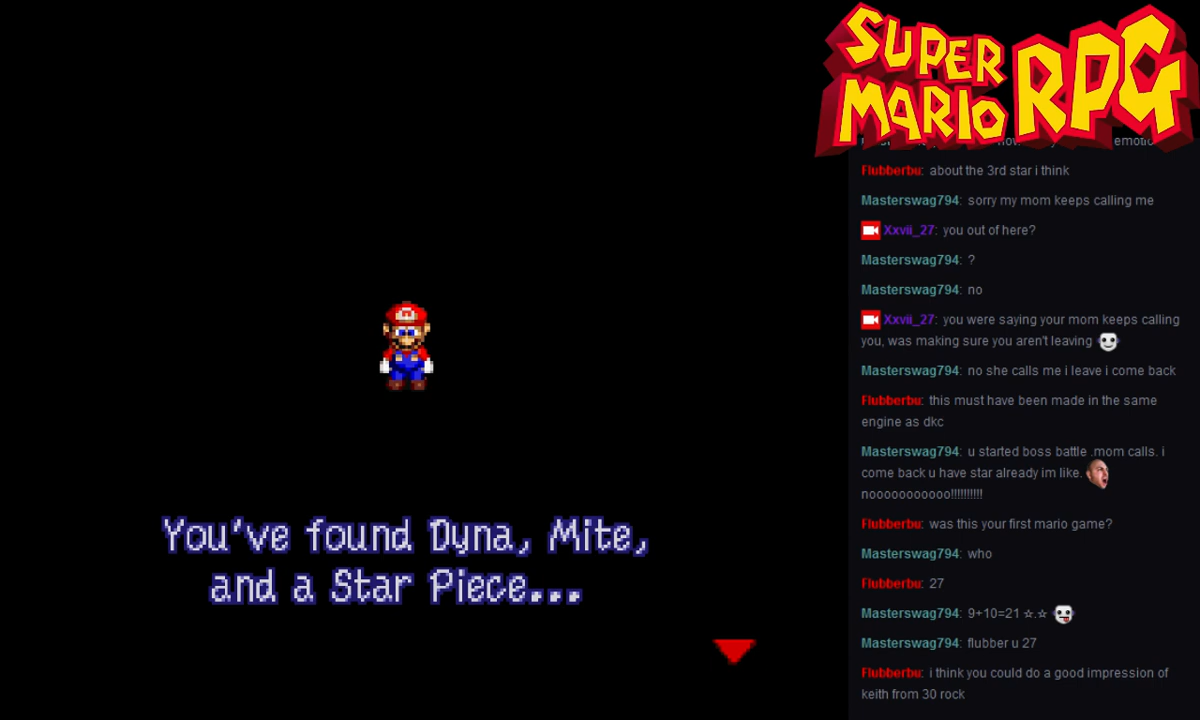 SUPER
MARIO RPG
emotic
Flubberbu: about the 3rd star i think
Masterswag794: sorry my mom keeps calling me
Xxvii_27: you out of here?
Masterswag794: ?
Masterswag794: no
Xxvii_27: you were saying your mom keeps calling
you, was making sure you aren't leaving
Masterswag794: no she calls me i leave i come back
Flubberbu: this must have been made in the same
engine as dkc
Masterswag794: u started boss battle .mom calls. i
come back u have star already im like.
nooooooooooo!!!!!!!!!!
Flubberbu: was this your first mario game?
Masterswag794: who
Flubberbu: 27
Masterswag794: 9+10=21 ☆.☆
Masterswag794: flubber u 27
Flubberbu: i think you could do a good impression of
keith from 30 rock
You've found Dyna, Mite,
and a Star Piece...